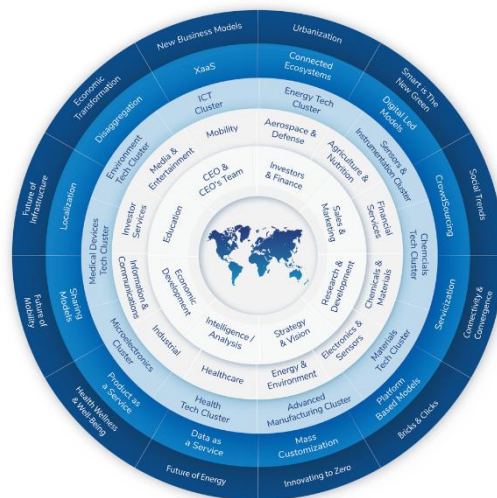 New Business Models
Urbanization
Smart is The
New Green
Social Trends
Connectivity &
Convergence
Bricks & Clicks
Innovating to Zero
Future of Energy
Health Wellness
& Well-Being
Future of
Mobility
Future of
Infrastructure
Economic
Transformation
XaaS
Connected
Ecosystems
Digital Led
Models
CrowdSourcing
Servicization
Platform
Based Models
Mass
Customization
Data as
a Service
Product as
a Service
Sharing
Models
Localization
Disaggregation
ICT
Cluster
Energy Tech
Cluster
Sensors &
Instrumentation Cluster
Chemcials
Tech Cluster
Materials
Tech Cluster
Advanced
Manufacturing Cluster
Health
Tech Cluster
Microelectronics
Cluster
Medical Devices
Tech Cluster
Environment
Tech Cluster
Mobility
Aerospace &
Defense
Agriculture &
Nutrition
Financial
Services
Chemicals &
Materials
Electronics &
Sensors
Energy &
Environment
Healthcare
Industrial
Information &
Communications
Investor
Services
Media &
Entertainment
CEO &
CEO's Team
Investors
& Finance
Sales &
Marketing
Research &
Development
Strategy
& Vision
Intelligence /
Analysis
Economic
Development
Education